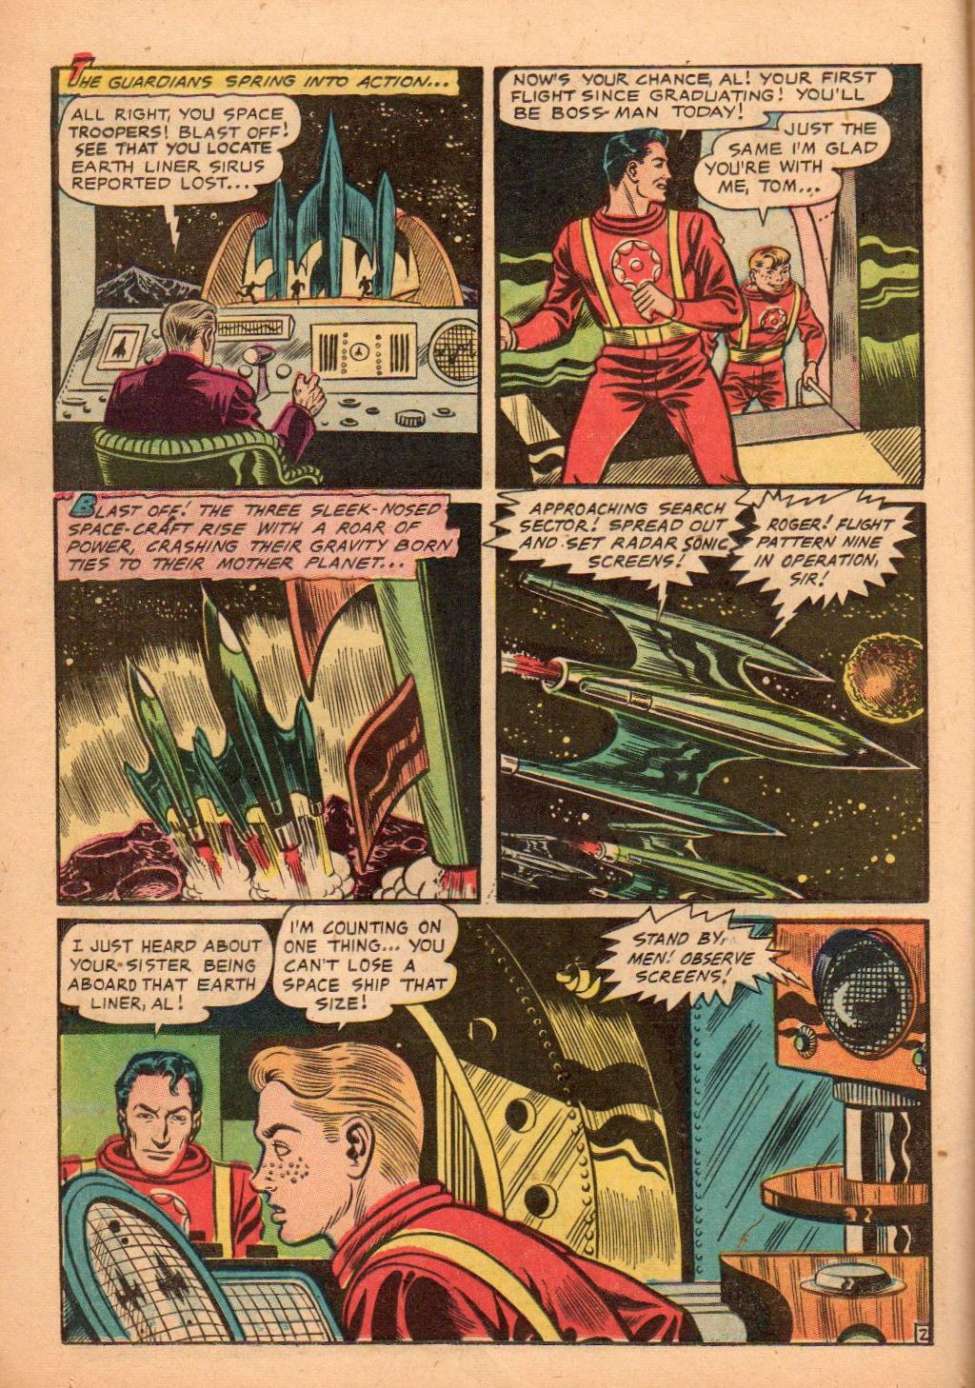 THE GUARDIANS SPRING INTO ACTION...
ALL RIGHT, YOU SPACE
TROOPERS! BLAST OFF!
SEE THAT YOU LOCATE
EARTH LINER SIRUS
REPORTED LOST...
NOW'S YOUR CHANCE, AL! YOUR FIRST
FLIGHT SINCE GRADUATING! YOU'LL
BE BOSS-MAN TODAY!
JUST THE
SAME I'M GLAD
YOU'RE WITH
ME, TOM...
BLAST OFF! THE THREE SLEEK-NOSED
SPACE-CRAFT RISE WITH A ROAR OF
POWER, CRASHING THEIR GRAVITY BORN
TIES TO THEIR MOTHER PLANET...
APPROACHING SEARCH
SECTOR! SPREAD OUT
AND SET RADAR SONIC
SCREENS!
ROGER! FLIGHT
PATTERN NINE
IN OPERATION,
SIR!
I JUST HEARD ABOUT
YOUR SISTER BEING
ABOARD THAT EARTH
LINER, AL!
I'M COUNTING ON
ONE THING... YOU
CAN'T LOSE A
SPACE SHIP THAT
SIZE!
STAND BY,
MEN! OBSERVE
SCREENS!
2